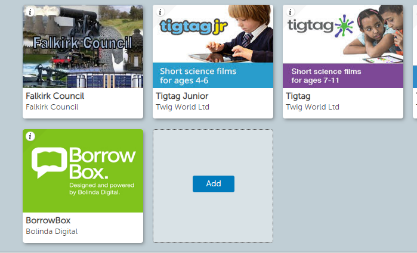 Falkirk Council
Falkirk Council
Falkirk Council
tigtag jr
Short science films
for ages 4-6
Tigtag Junior
Twig World Ltd
tigtag
Short science films
for ages 7-11
Tigtag
Twig World Ltd
Borrow
Box.
Designed and powered
by Bolinda Digital.
BorrowBox
Bolinda Digital
Add